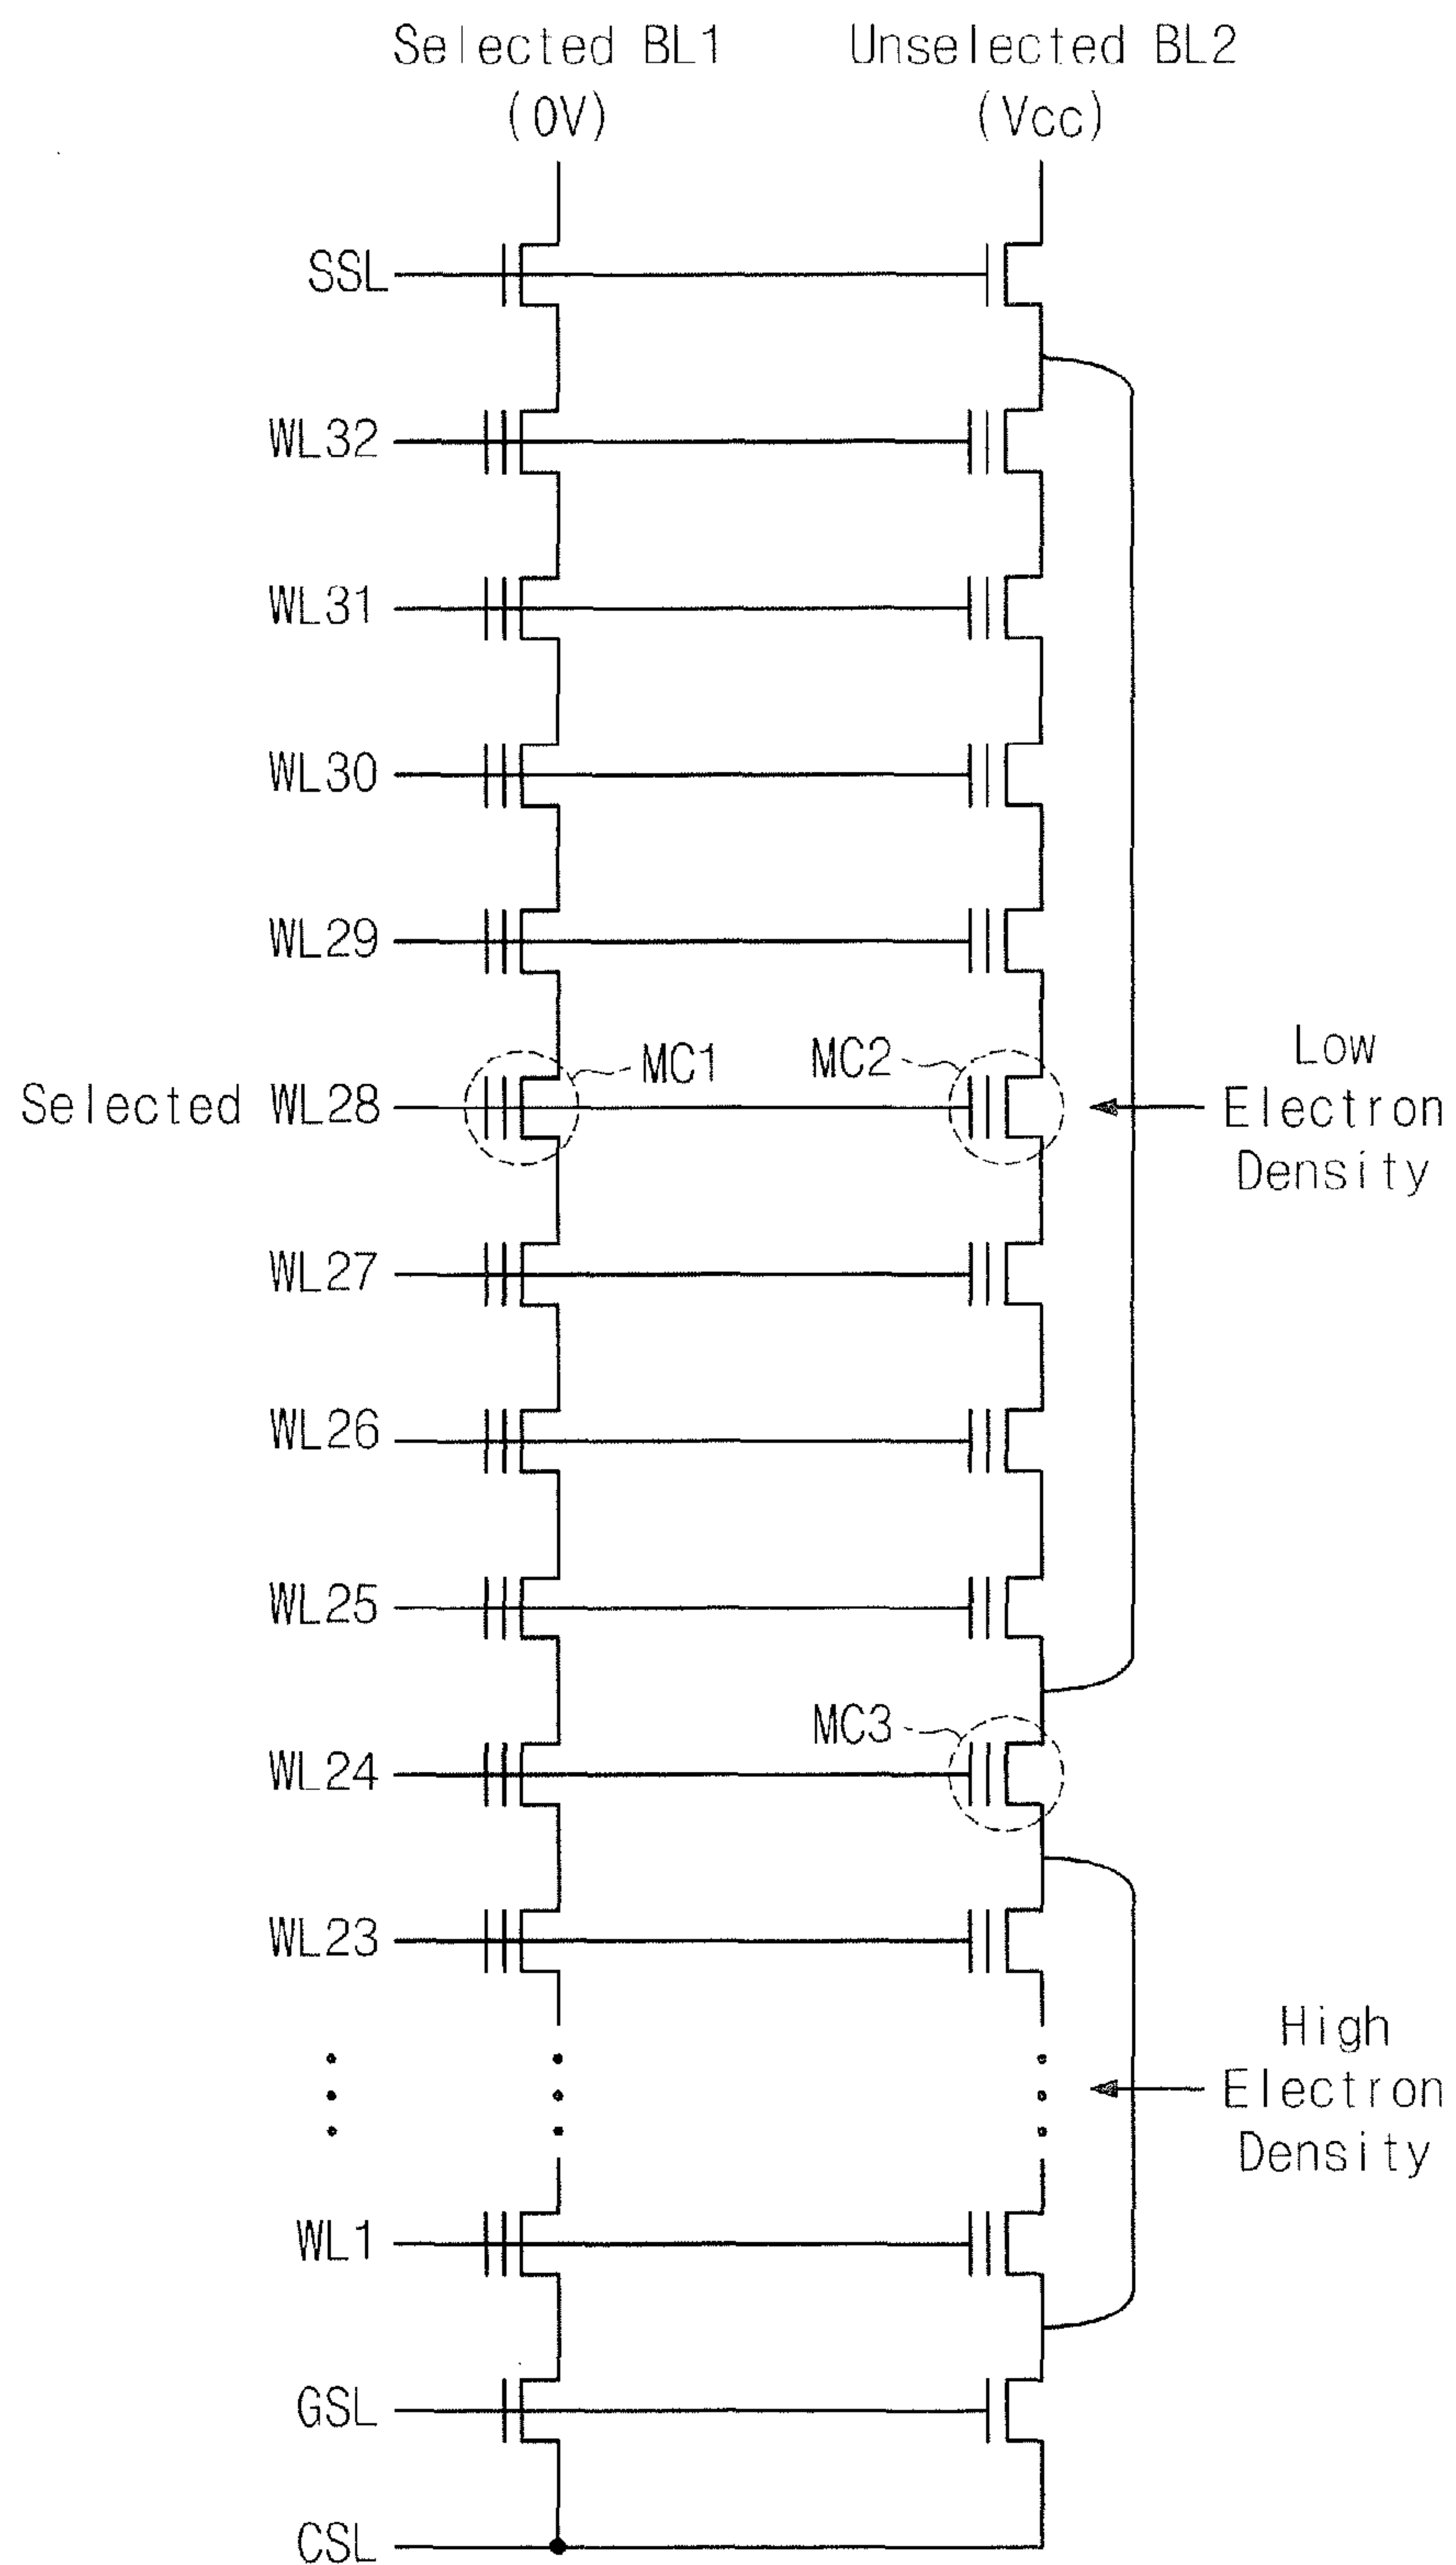 Selected BL1 Unselected BL2
(0V) (Vcc)
SSL
WL32
WL31
WL30
WL29
Low
MC1 MC2
Selected WL28 Electron
Density
WL27
WL26
WL25
MC3
WL24
WL23
High
Electron
Density
WL1
GSL
CSL